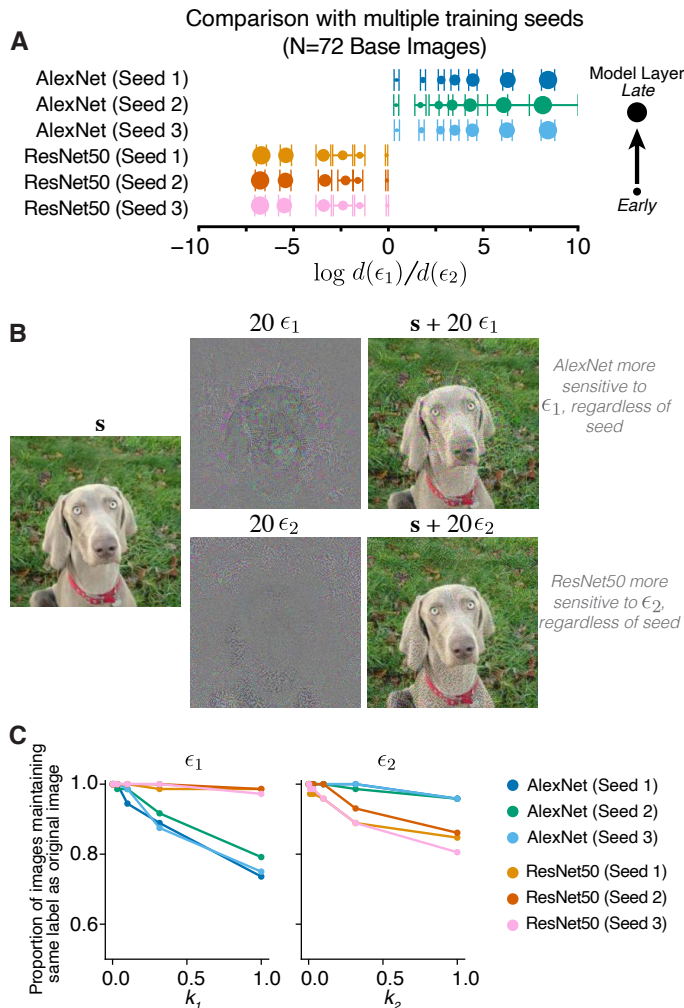 Comparison with multiple training seeds
(N=72 Base Images)
A
AlexNet (Seed 1)
AlexNet (Seed 2)
AlexNet (Seed 3)
ResNet50 (Seed 1)
ResNet50 (Seed 2)
ResNet50 (Seed 3)
Model Layer
Late
Early
−10 −5 0 5 10
log d(ϵ₁)/d(ϵ₂)
B
20 ϵ₁
s + 20 ϵ₁
AlexNet more
sensitive to
ϵ₁, regardless of
seed
s
20 ϵ₂
s + 20ϵ₂
ResNet50 more
sensitive to ϵ₂,
regardless of seed
C
ϵ₁
ϵ₂
Proportion of images maintaining
same label as original image
1.0
0.8
0.6
0.0 1.0
k₁
1.0
0.0 1.0
k₂
AlexNet (Seed 1)
AlexNet (Seed 2)
AlexNet (Seed 3)
ResNet50 (Seed 1)
ResNet50 (Seed 2)
ResNet50 (Seed 3)